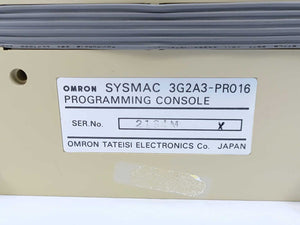 OMRON SYSMAC 3G2A3-PRO16
PROGRAMMING CONSOLE
SER.No. X
OMRON TATEISI ELECTRONICS Co. JAPAN